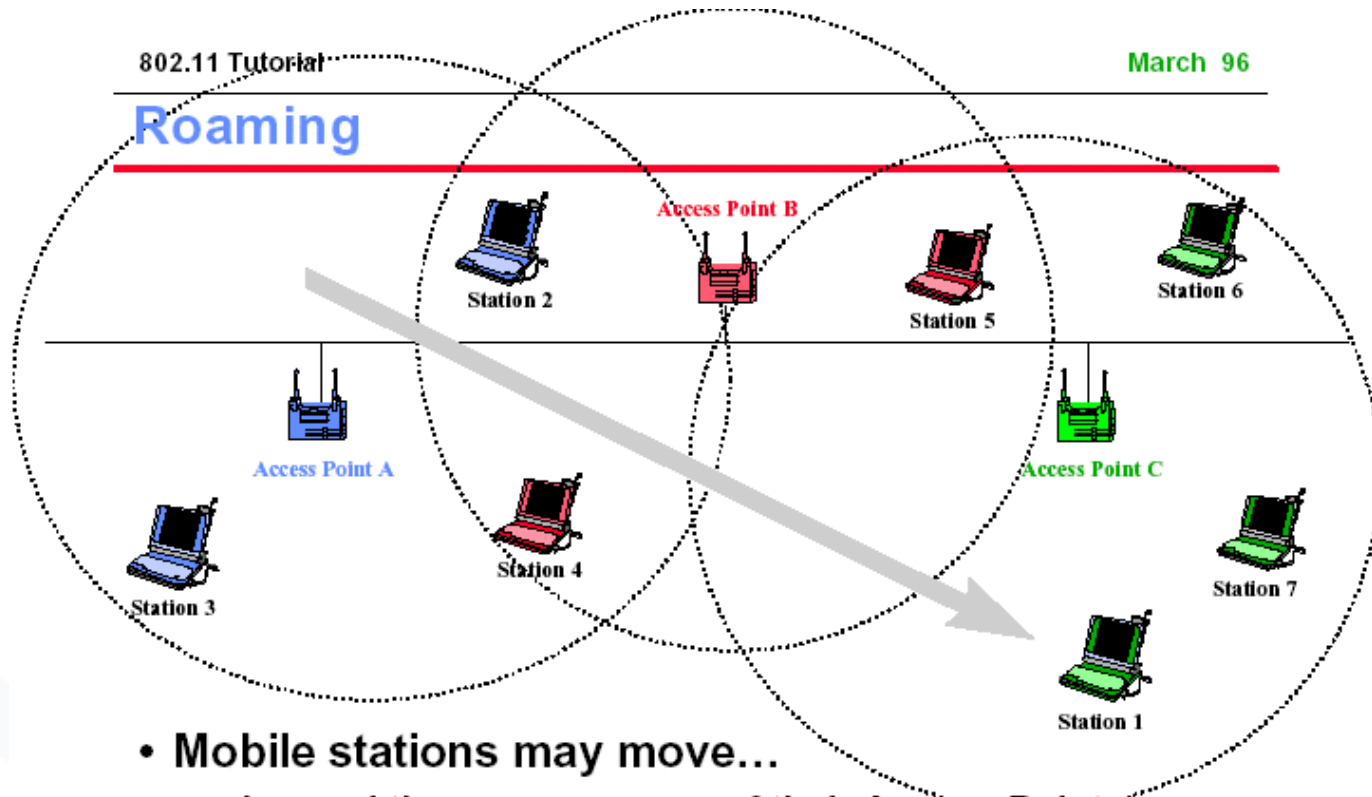 802.11 Tutorial
March 96
Roaming
Access Point B
Station 2
Station 5
Station 6
Access Point A
Access Point C
Station 3
Station 4
Station 7
Station 1
• Mobile stations may move…